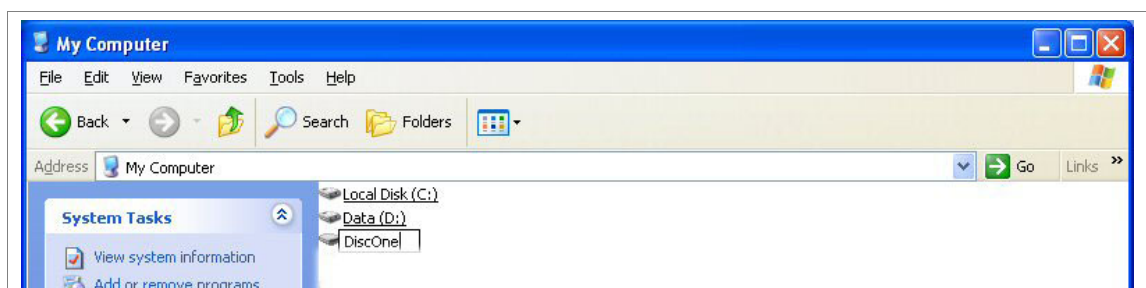 My Computer
File Edit View Favorites Tools Help
Back Search Folders
Address My Computer Go Links »
Local Disk (C:)
System Tasks
Data (D:)
DiscOne
View system information
Add or remove programs